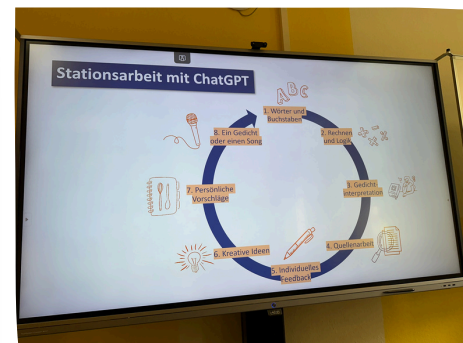 Stationsarbeit mit ChatGPT
ABC
1. Wörter und
Buchstaben
2. Rechnen
und Logik
3. Gedicht-
interpretation
4. Quellenarbeit
5. Individuelles
Feedback
6. Kreative Ideen
7. Persönliche
Vorschläge
8. Ein Gedicht
oder einen Song